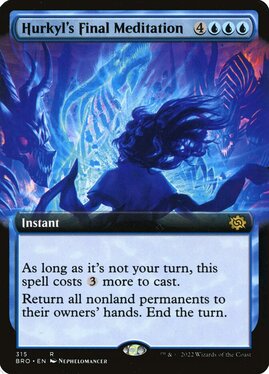 Hurkyl's Final Meditation 4
Instant
As long as it's not your turn, this
spell costs 3 more to cast.
Return all nonland permanents to
their owners' hands. End the turn.
315 R
BRO • EN NEPHELOMANCER
™ & © 2022 Wizards of the Coast